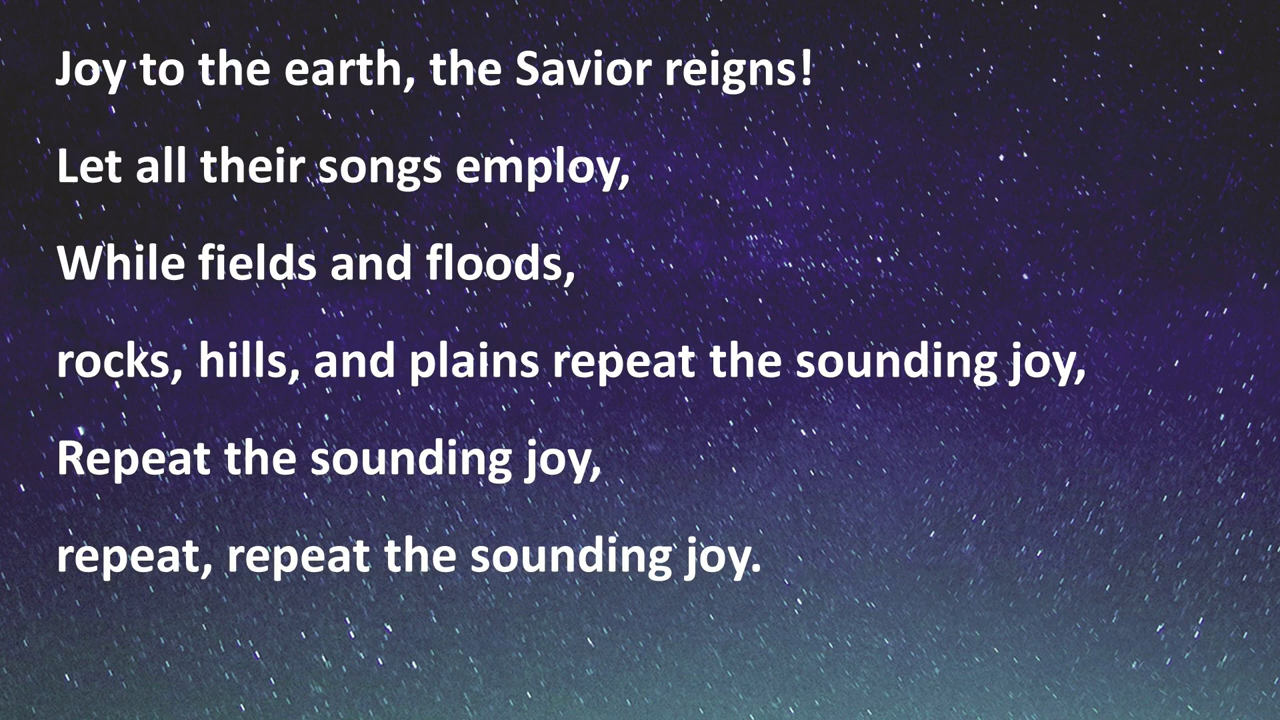 Joy to the earth, the Savior reigns!
Let all their songs employ,
While fields and floods,
rocks, hills, and plains repeat the sounding joy,
Repeat the sounding joy,
repeat, repeat the sounding joy.